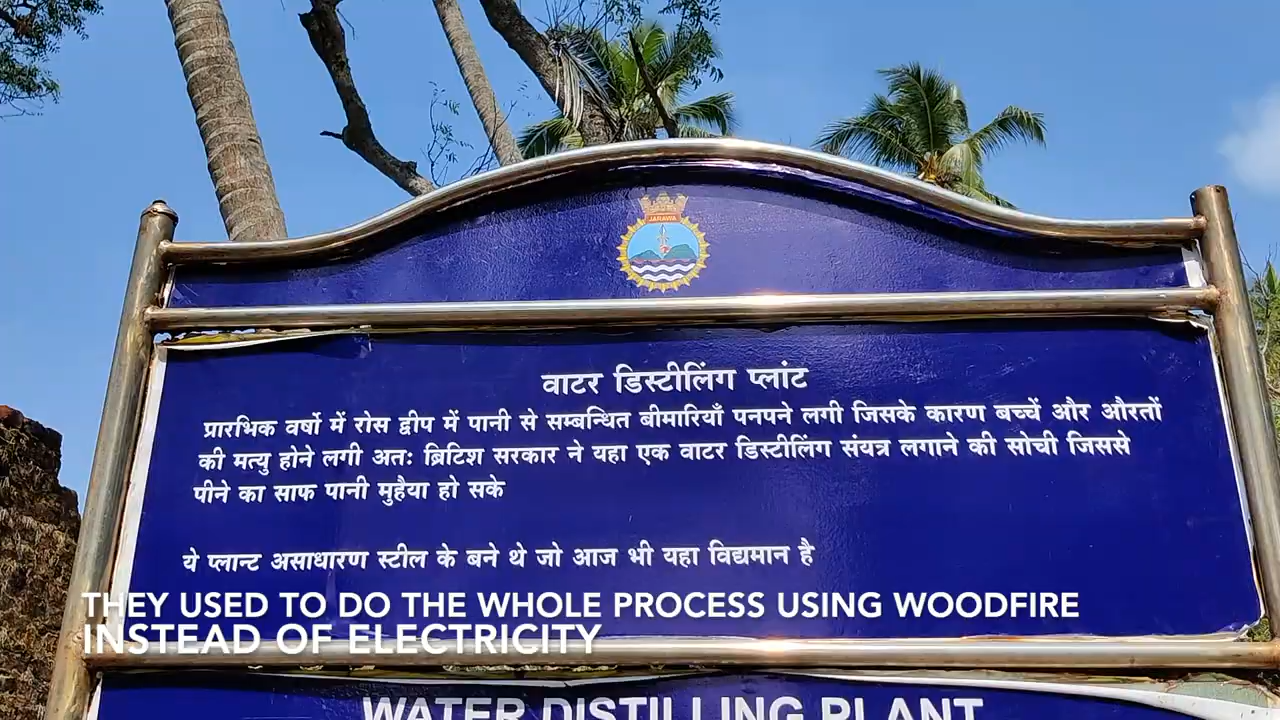 JARAWA
वाटर डिस्टीलिंग प्लांट
प्रारभिक वर्षो में रोस द्वीप में पानी से सम्बन्धित बीमारियाँ पनपने लगी जिसके कारण बच्चें और औरतों
की मत्यु होने लगी अतः ब्रिटिश सरकार ने यहा एक वाटर डिस्टीलिंग संयत्र लगाने की सोची जिससे
पीने का साफ पानी मुहैया हो सके
ये प्लान्ट असाधारण स्टील के बने थे जो आज भी यहा विद्यमान है
THEY USED TO DO THE WHOLE PROCESS USING WOODFIRE
INSTEAD OF ELECTRICITY
WATER DISTILLING PLANT